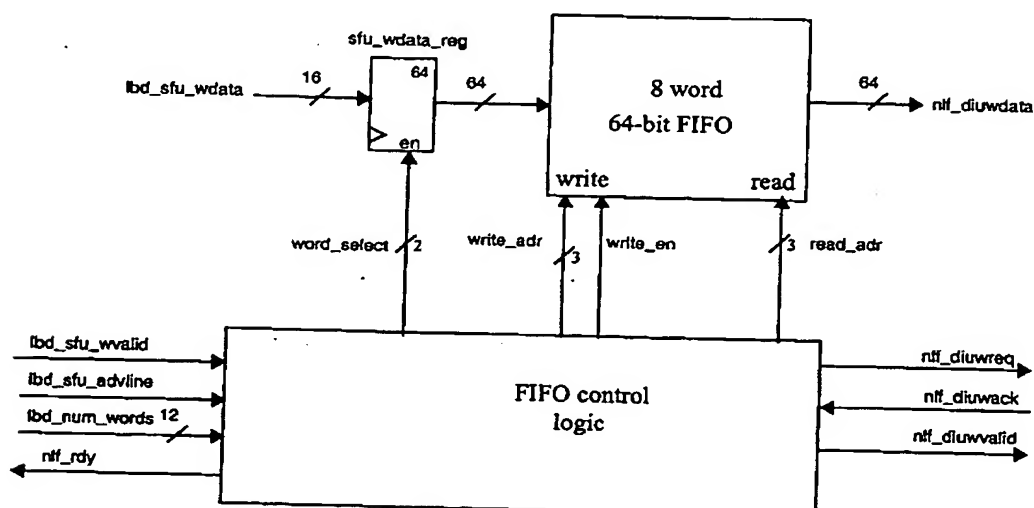 sfu_wdata_reg
lbd_sfu_wdata
16
64
en
64
8 word
64-bit FIFO
write
read
64
nlf_diuwdata
word_select
2
write_adr
3
write_en
3
read_adr
lbd_sfu_wvalid
lbd_sfu_advline
lbd_num_words
12
nlf_rdy
FIFO control
logic
nlf_diuwreq
nlf_diuwack
nlf_diuwvalid